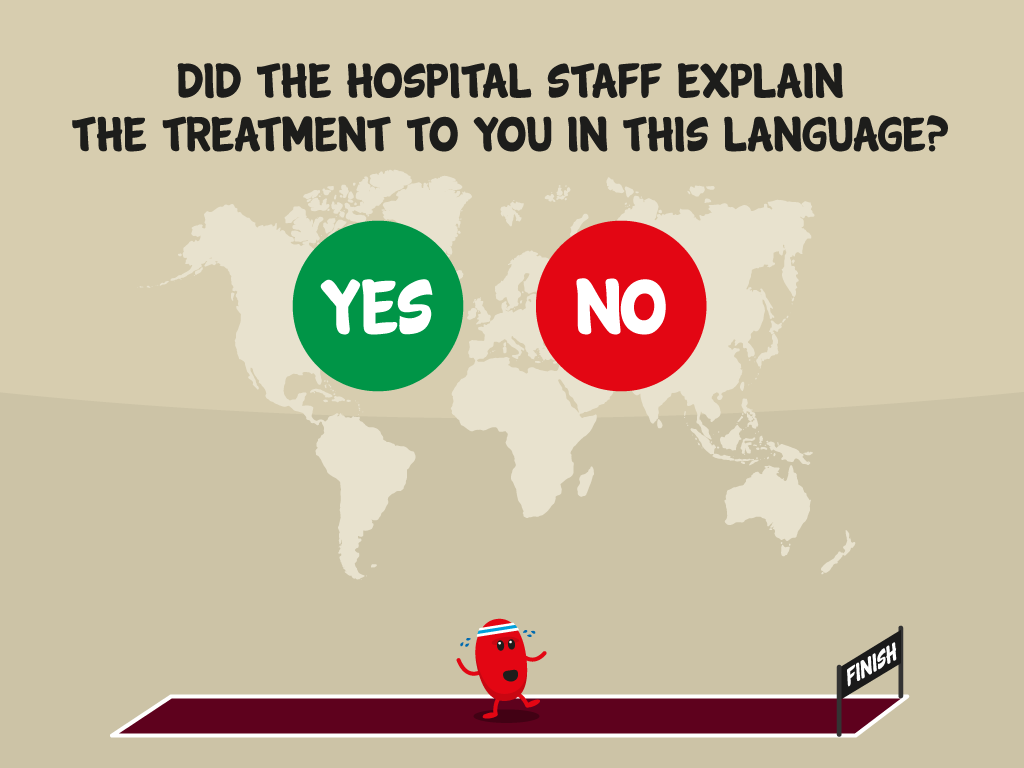 DID THE HOSPITAL STAFF EXPLAIN
THE TREATMENT TO YOU IN THIS LANGUAGE?
YES
NO
FINISH